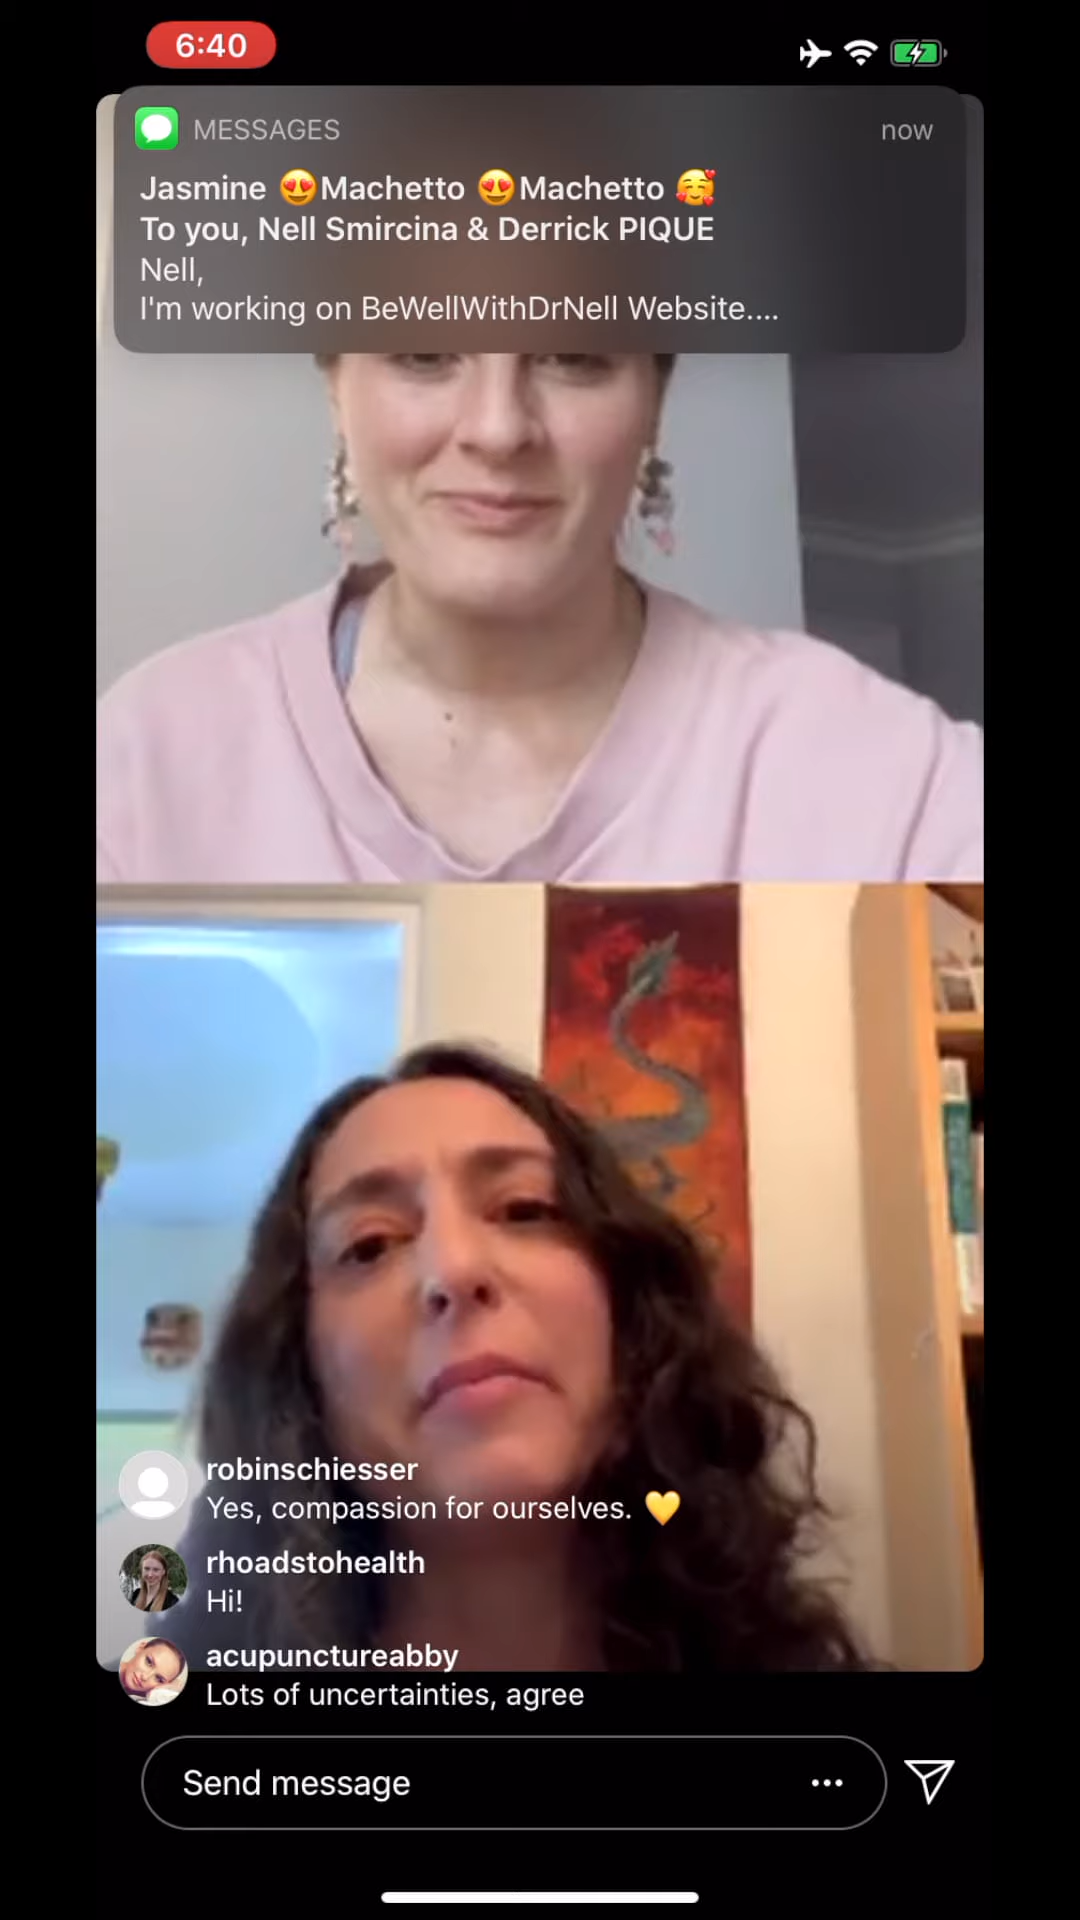 6:40
MESSAGES
now
Jasmine 😍Machetto 😍Machetto 🥰
To you, Nell Smircina & Derrick PIQUE
Nell,
I'm working on BeWellWithDrNell Website....
robinschiesser
Yes, compassion for ourselves. 💛
rhoadstohealth
Hi!
acupunctureabby
Lots of uncertainties, agree
Send message